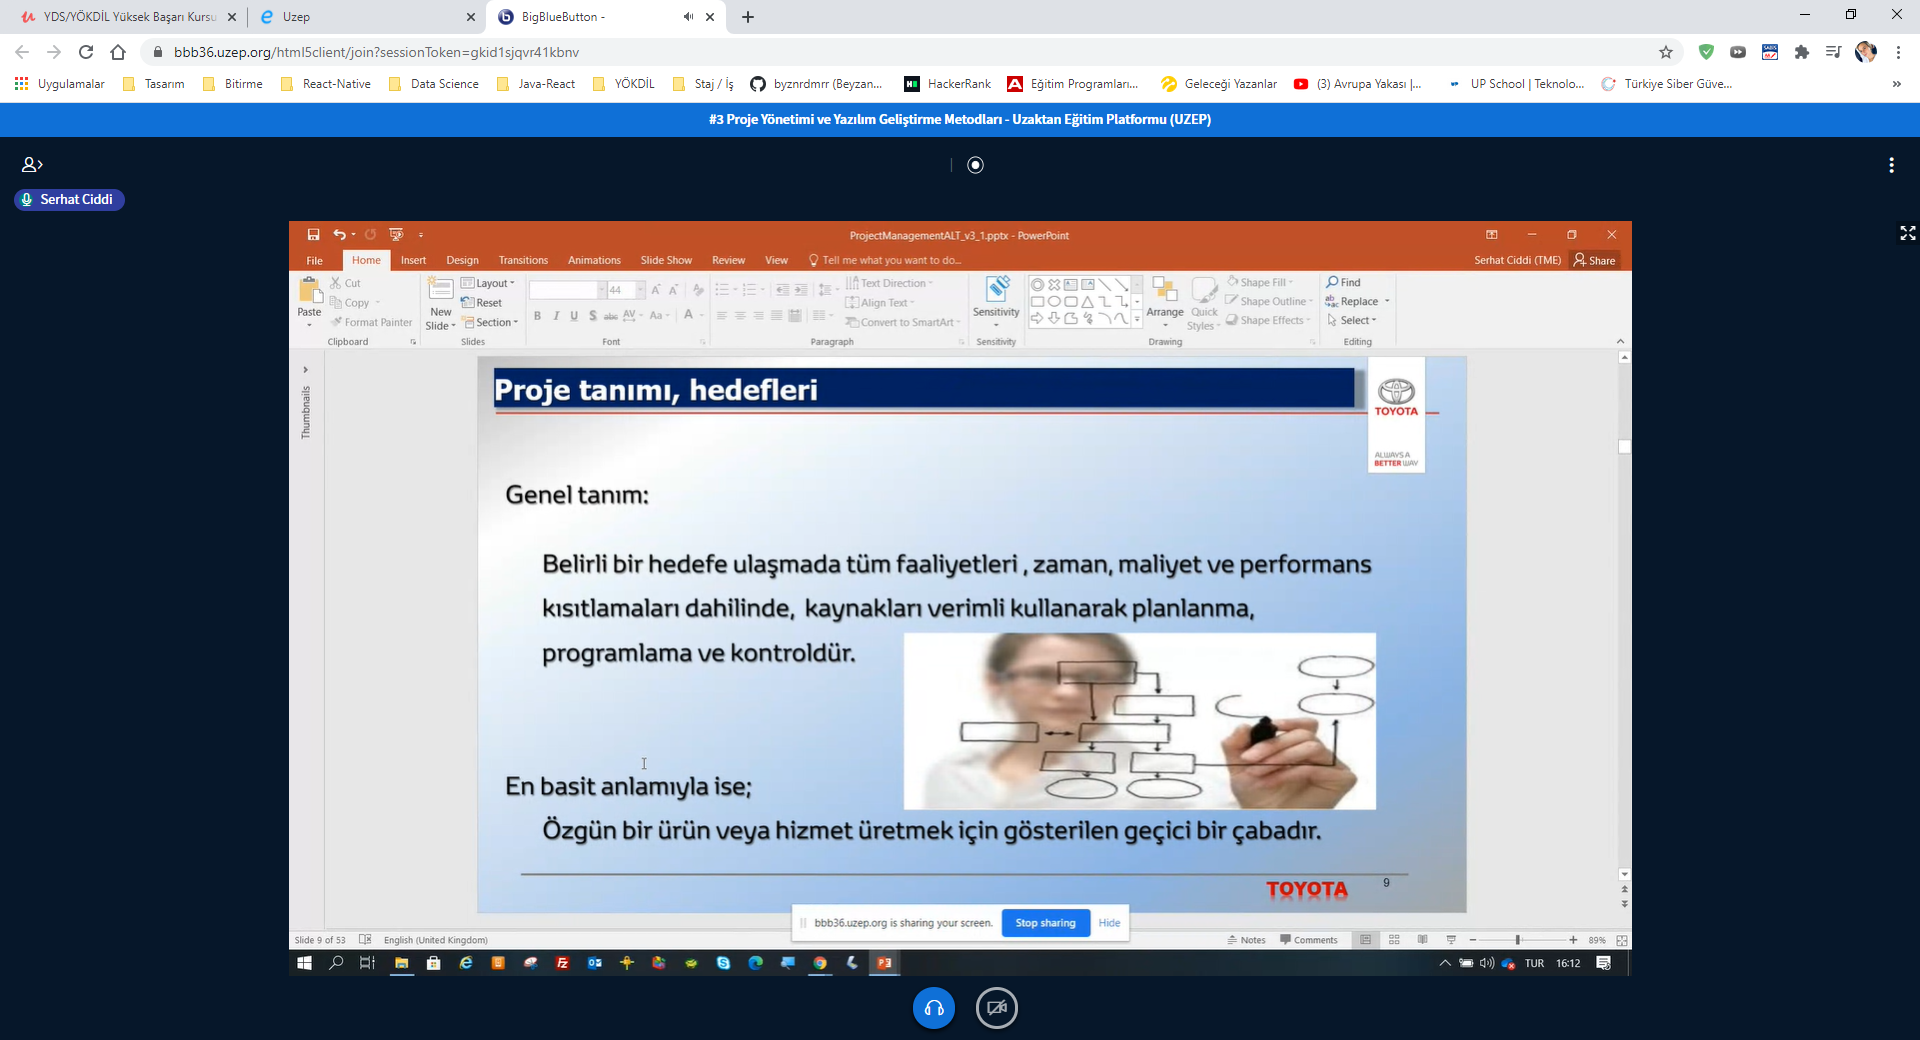 YDS/YÖKDİL Yüksek Başarı Kursu
Uzep
BigBlueButton -
bbb36.uzep.org/html5client/join?sessionToken=gkid1sjqvr41kbnv
Uygulamalar
Tasarım
Bitirme
React-Native
Data Science
Java-React
YÖKDİL
Staj / İş
byznrdmrr (Beyzan...
HackerRank
Eğitim Programları...
Geleceği Yazanlar
(3) Avrupa Yakası |...
UP School | Teknolo...
Türkiye Siber Güve...
#3 Proje Yönetimi ve Yazılım Geliştirme Metodları - Uzaktan Eğitim Platformu (UZEP)
Serhat Ciddi
ProjectManagementALT_v3_1.pptx - PowerPoint
File Home Insert Design Transitions Animations Slide Show Review View Tell me what you want to do... Serhat Ciddi (TME) Share
Paste
Cut
Copy
Format Painter
Clipboard
New
Slide
Layout
Reset
Section
Slides
44
Font
Text Direction
Align Text
Convert to SmartArt
Paragraph
Sensitivity
Sensitivity
Arrange
Quick
Styles
Shape Fill
Shape Outline
Shape Effects
Drawing
Find
Replace
Select
Editing
Thumbnails
Proje tanımı, hedefleri
TOYOTA
ALWAYS A
BETTER WAY
Genel tanım:
Belirli bir hedefe ulaşmada tüm faaliyetleri , zaman, maliyet ve performans
kısıtlamaları dahilinde, kaynakları verimli kullanarak planlanma,
programlama ve kontroldür.
En basit anlamıyla ise;
Özgün bir ürün veya hizmet üretmek için gösterilen geçici bir çabadır.
TOYOTA
9
bbb36.uzep.org is sharing your screen. Stop sharing Hide
Slide 9 of 53 English (United Kingdom) Notes Comments 89%
TUR 16:12